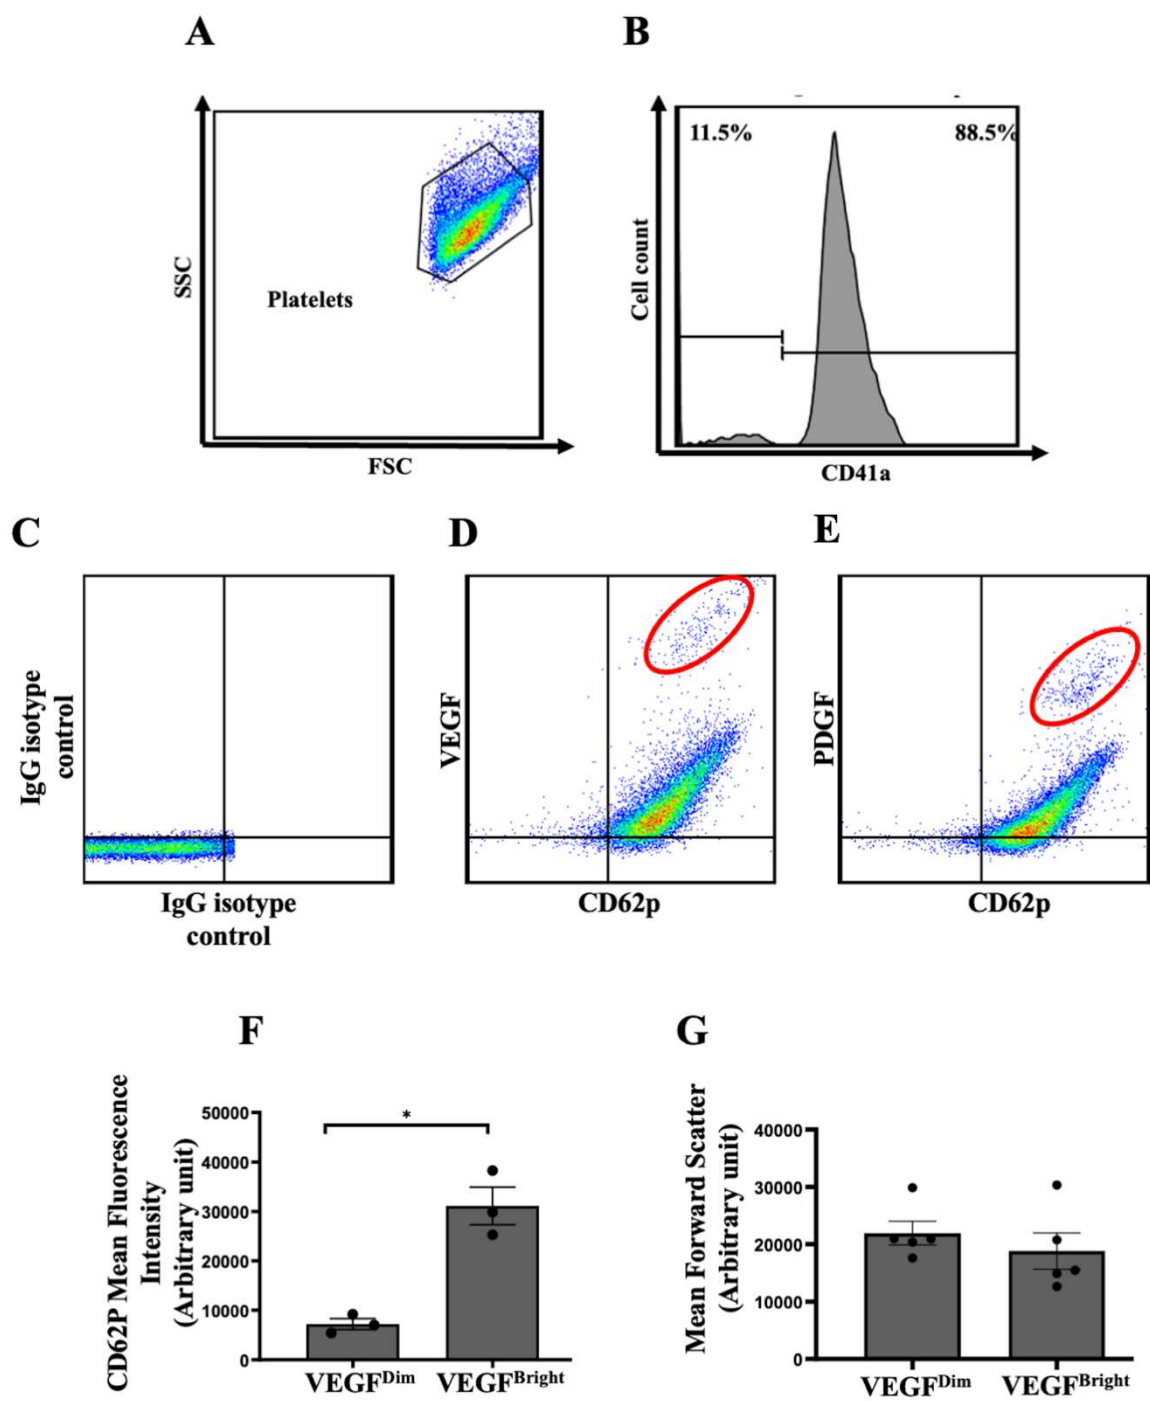 A
B
SSC
Platelets
FSC
Cell count
11.5%
88.5%
CD41a
C
D
E
IgG isotype
control
IgG isotype
control
VEGF
CD62p
PDGF
CD62p
F
G
CD62P Mean Fluorescence
Intensity
(Arbitrary unit)
50000
40000
30000
20000
10000
0
*
VEGFDim
VEGFBright
Mean Forward Scatter
(Arbitrary unit)
40000
30000
20000
10000
0
VEGFDim
VEGFBright